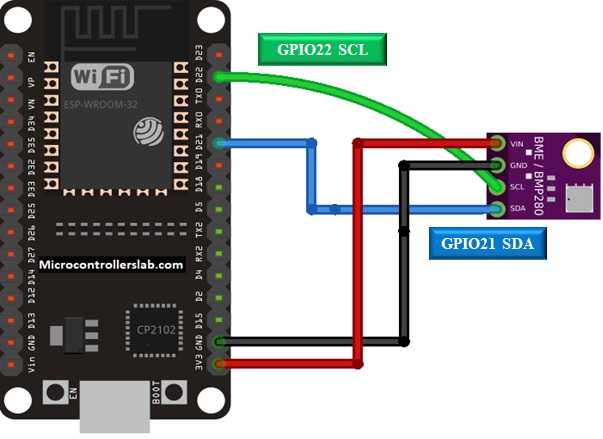 GPIO22 SCL
EN
VP
VN
D34
D35
D32
D33
D25
D26
D27
D14
D12
D13
GND
Vin
WiFi
ESP-WROOM-32
Microcontrollerslab.com
CP2102
EN
BOOT
D23
D22
TX0
RX0
D21
D19
D18
D5
TX2
RX2
D4
D2
D15
GND
3V3
VIN
GND
SCL
SDA
BME / BMP280
GPIO21 SDA